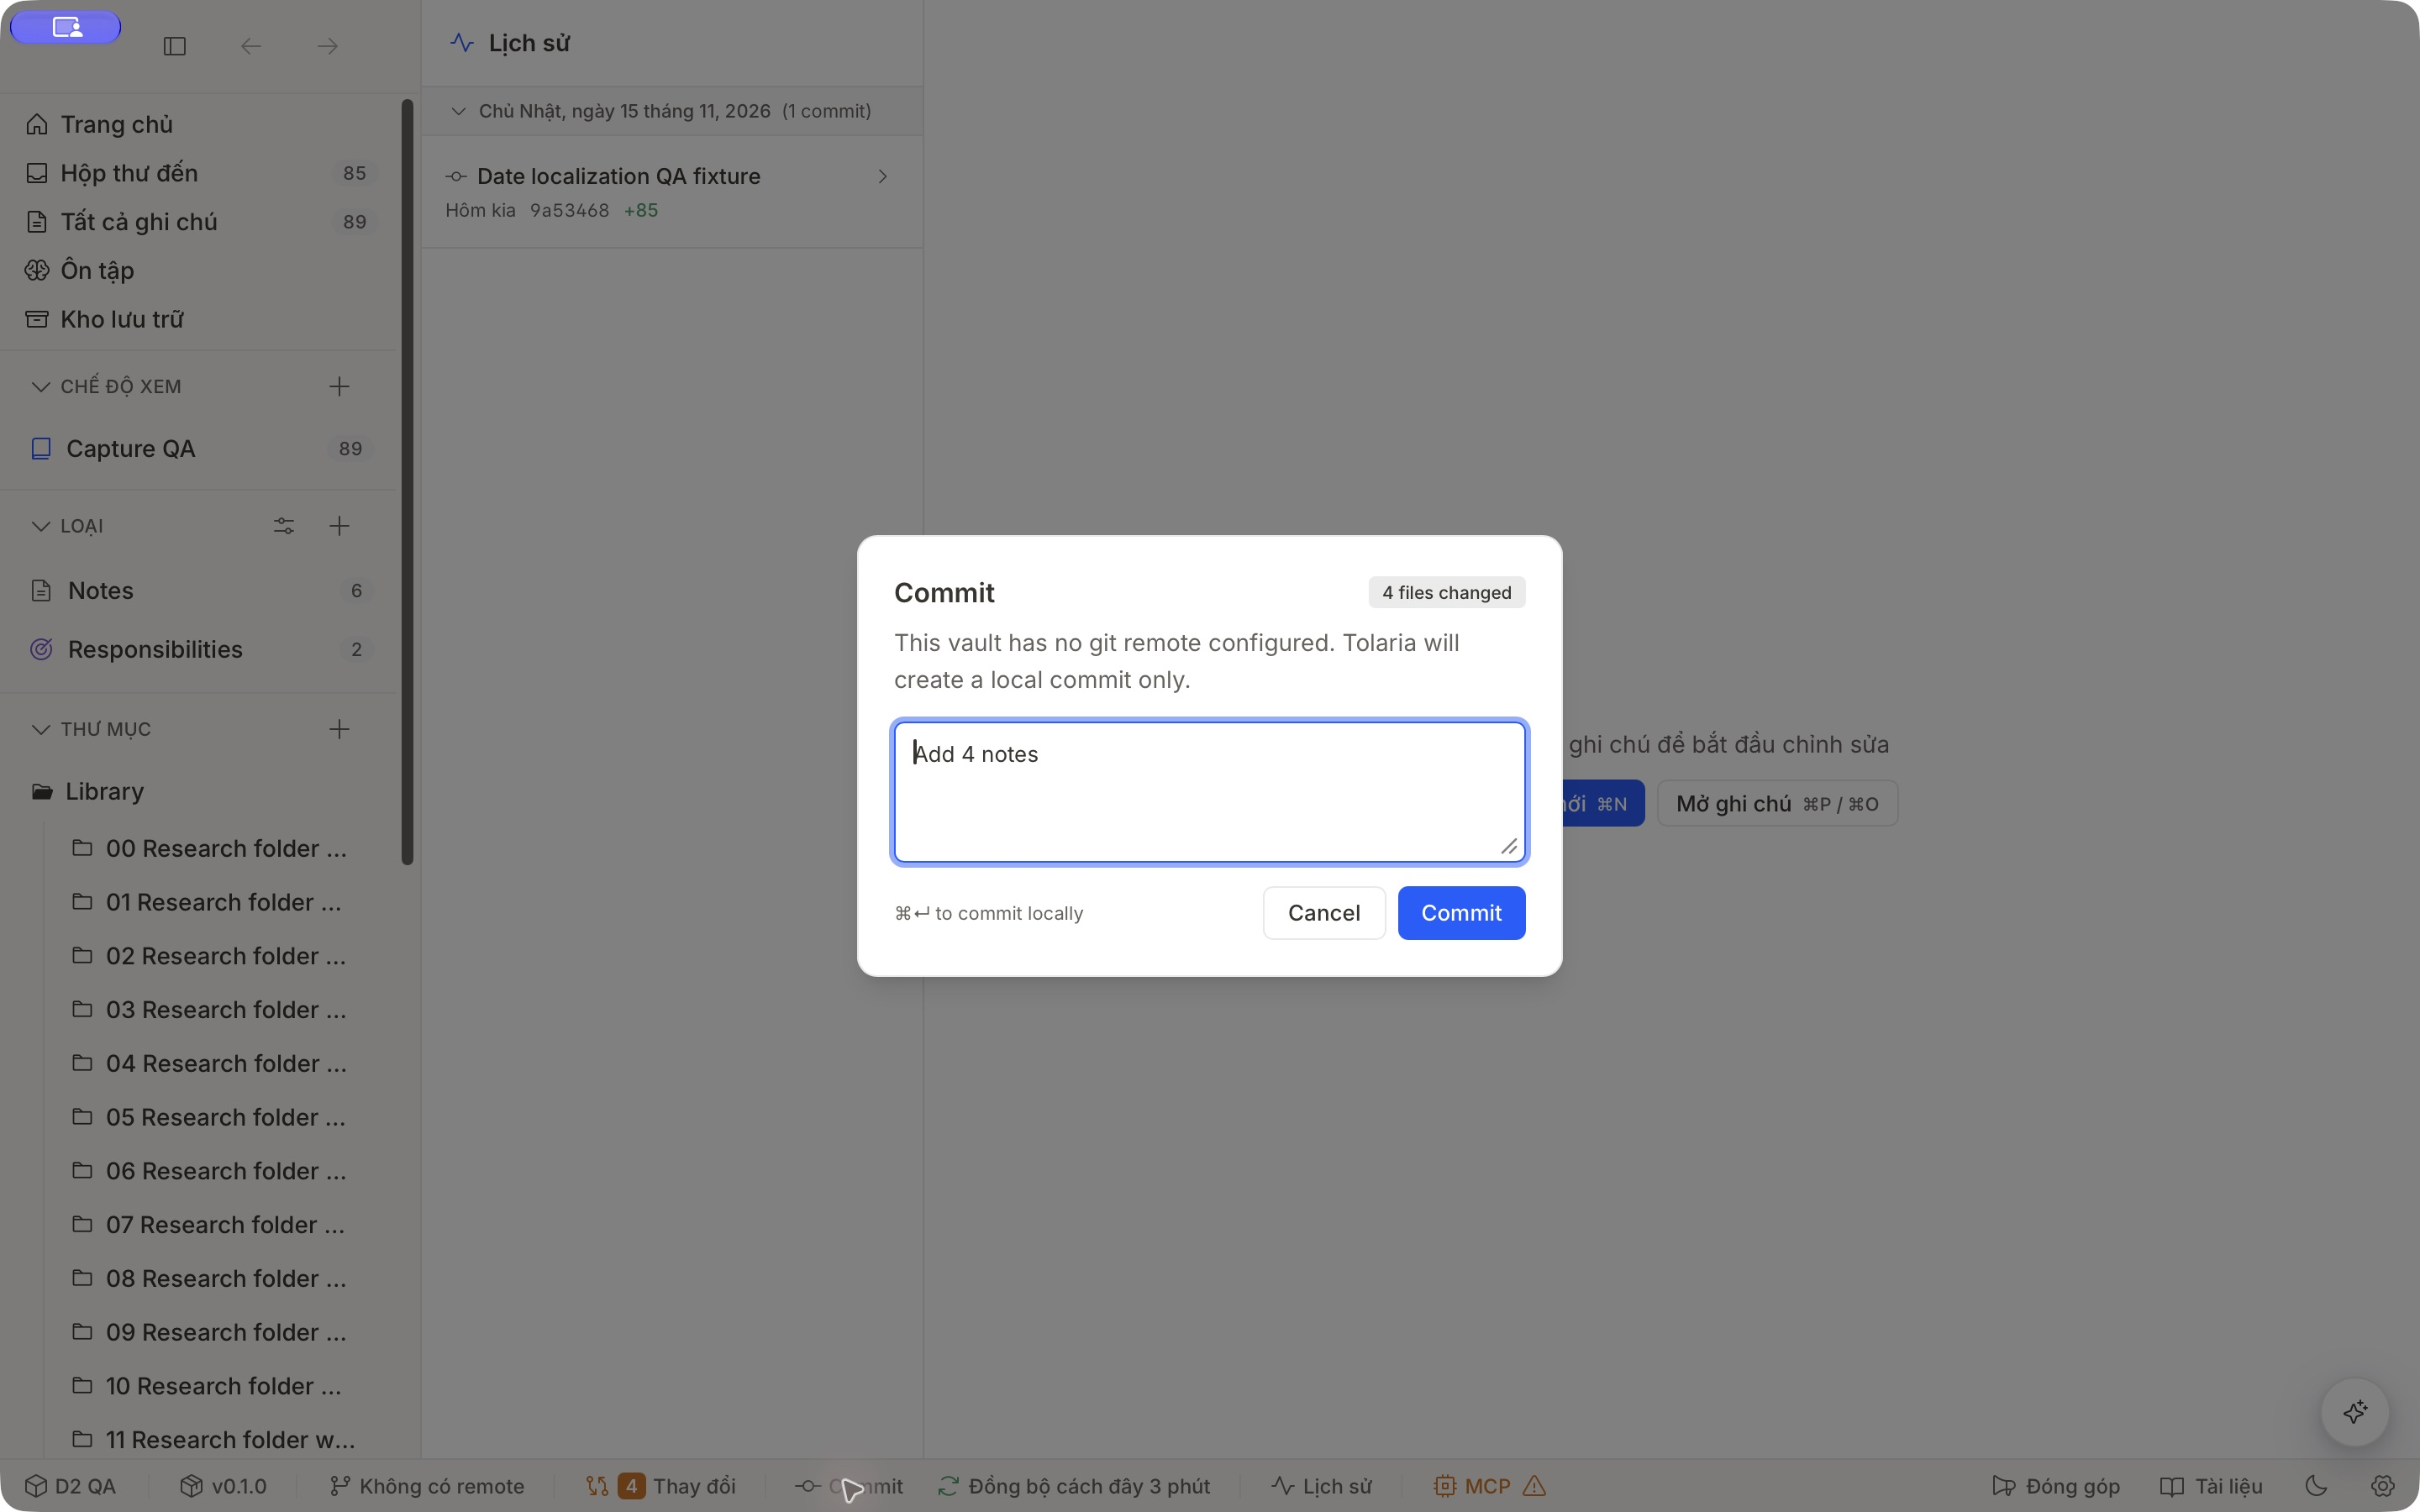 Lịch sử
Trang chủ
Hộp thư đến 85
Tất cả ghi chú 89
Ôn tập
Kho lưu trữ
CHẾ ĐỘ XEM
Capture QA 89
LOẠI
Notes 6
Responsibilities 2
THƯ MỤC
Library
00 Research folder ...
01 Research folder ...
02 Research folder ...
03 Research folder ...
04 Research folder ...
05 Research folder ...
06 Research folder ...
07 Research folder ...
08 Research folder ...
09 Research folder ...
10 Research folder ...
11 Research folder w...
Chủ Nhật, ngày 15 tháng 11, 2026 (1 commit)
Date localization QA fixture
Hôm kia 9a53468 +85
Commit 4 files changed
This vault has no git remote configured. Tolaria will
create a local commit only.
Add 4 notes
⌘↵ to commit locally Cancel Commit
ghi chú để bắt đầu chỉnh sửa
⌘N Mở ghi chú ⌘P / ⌘O
D2 QA v0.1.0 Không có remote 4 Thay đổi Commit Đồng bộ cách đây 3 phút Lịch sử MCP Đóng góp Tài liệu